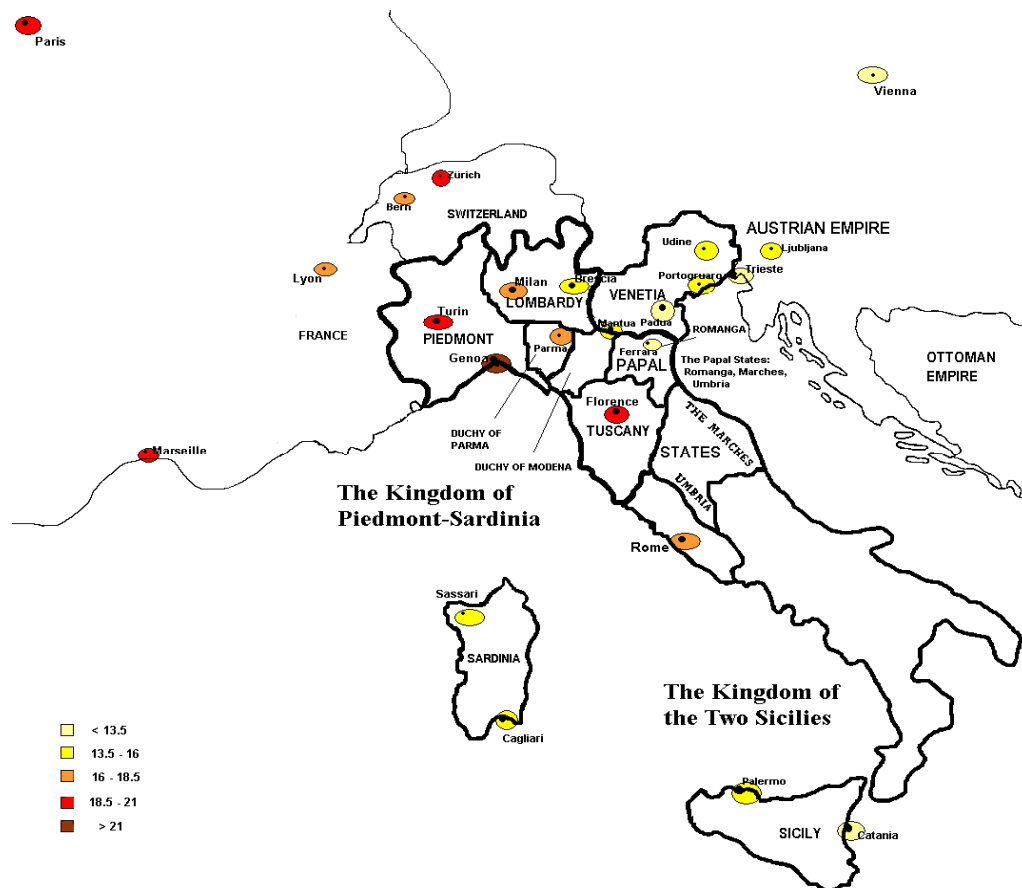 Paris
Vienna
Zürich
Bern
SWITZERLAND
AUSTRIAN EMPIRE
Udine
Ljubljana
Lyon
Milan
Brescia
Portogruaro
Trieste
LOMBARDY
VENETIA
Turin
Mantua
Padua
ROMANGA
FRANCE
PIEDMONT
Parma
Genoa
Ferrara
PAPAL
The Papal States:
Romanga, Marches,
Umbria
OTTOMAN
EMPIRE
Florence
TUSCANY
THE MARCHES
DUCHY OF
PARMA
STATES
Marseille
DUCHY OF MODENA
UMBRIA
The Kingdom of
Piedmont-Sardinia
Rome
Sassari
SARDINIA
The Kingdom of
the Two Sicilies
Cagliari
Palermo
SICILY
Catania
< 13.5
13.5 - 16
16 - 18.5
18.5 - 21
> 21